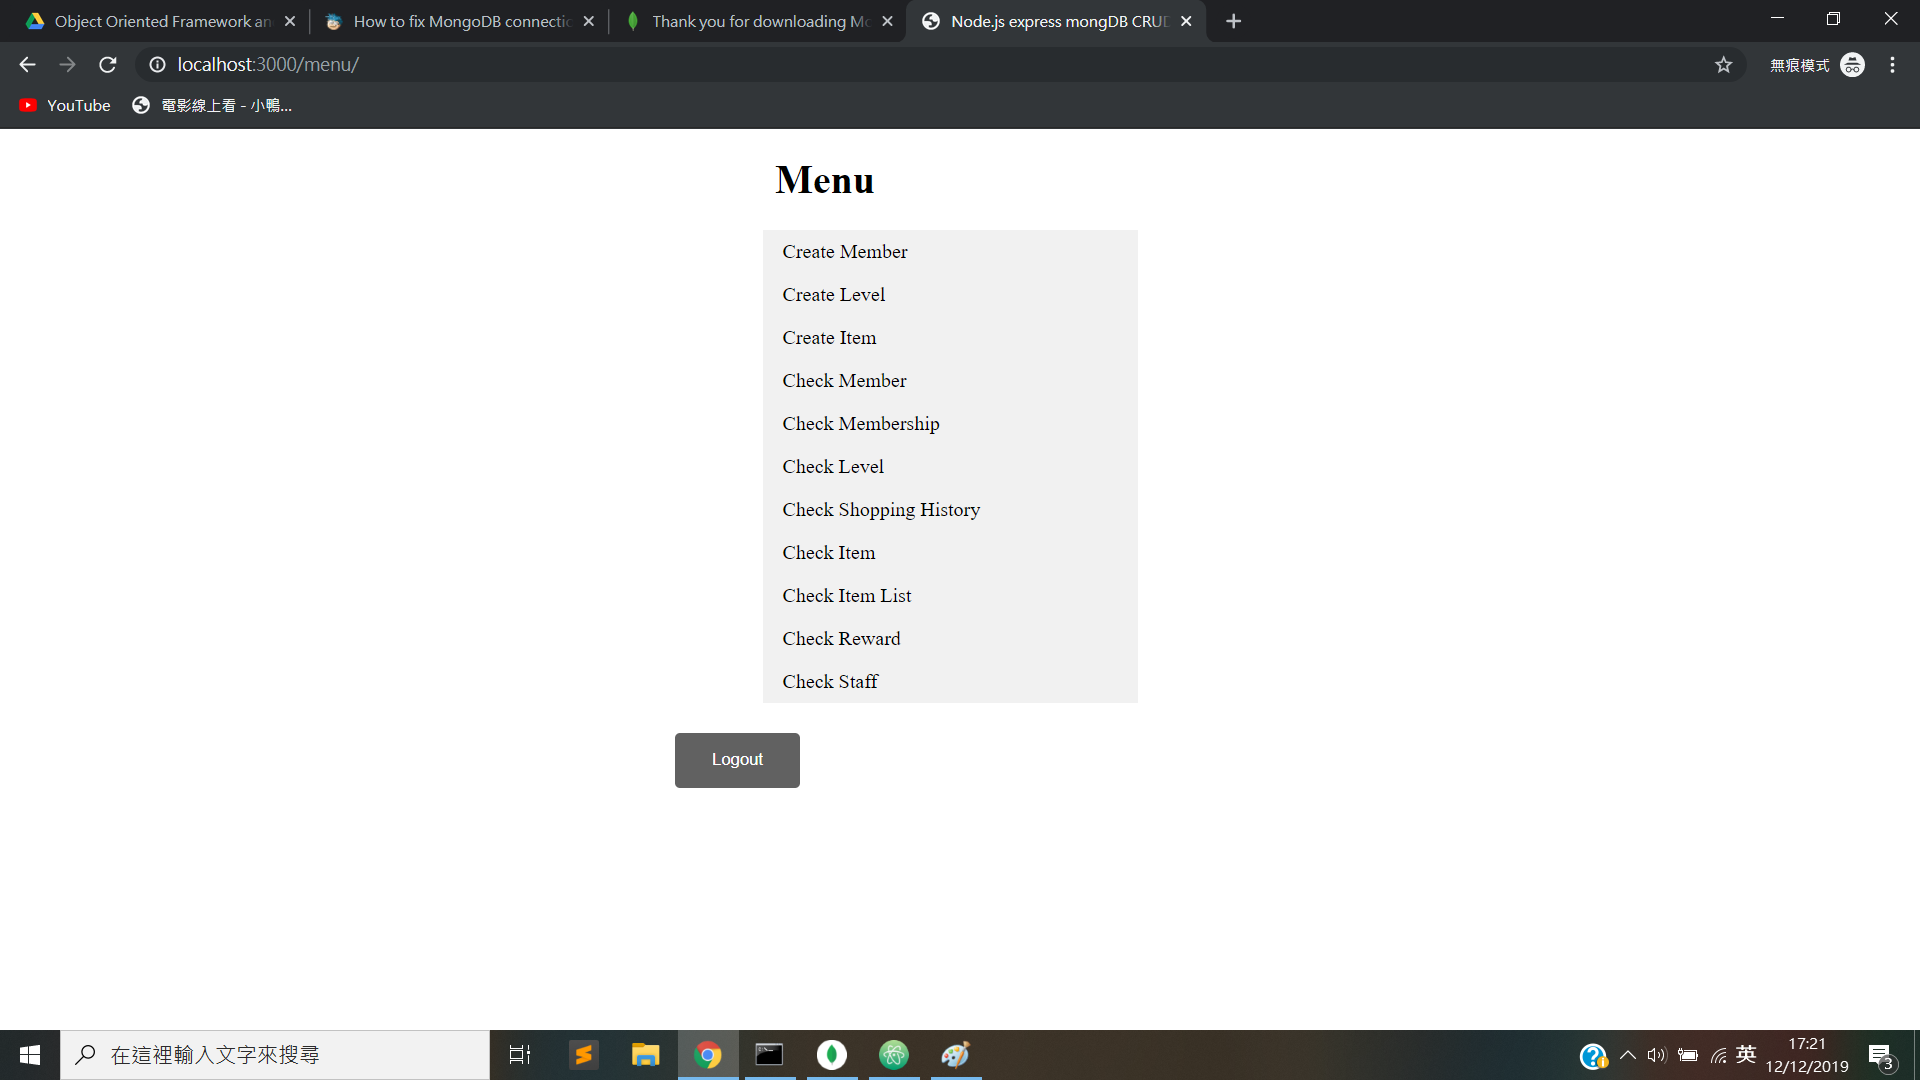 Object Oriented Framework an
How to fix MongoDB connectic
Thank you for downloading Mo
Node.js express mongDB CRUD
localhost:3000/menu/
無痕模式
YouTube
電影線上看 - 小鴨...
Menu
Create Member
Create Level
Create Item
Check Member
Check Membership
Check Level
Check Shopping History
Check Item
Check Item List
Check Reward
Check Staff
Logout
在這裡輸入文字來搜尋
英
17:21
12/12/2019
3